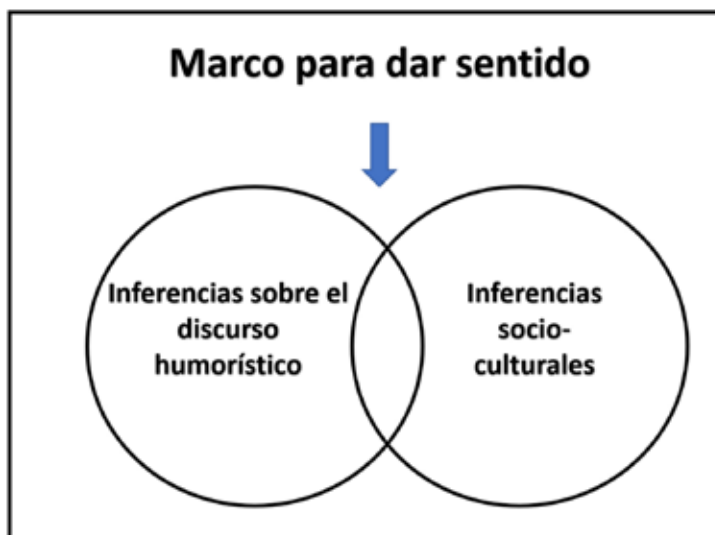 Marco para dar sentido
Inferencias sobre el
discurso
humorístico
Inferencias
socio-
culturales